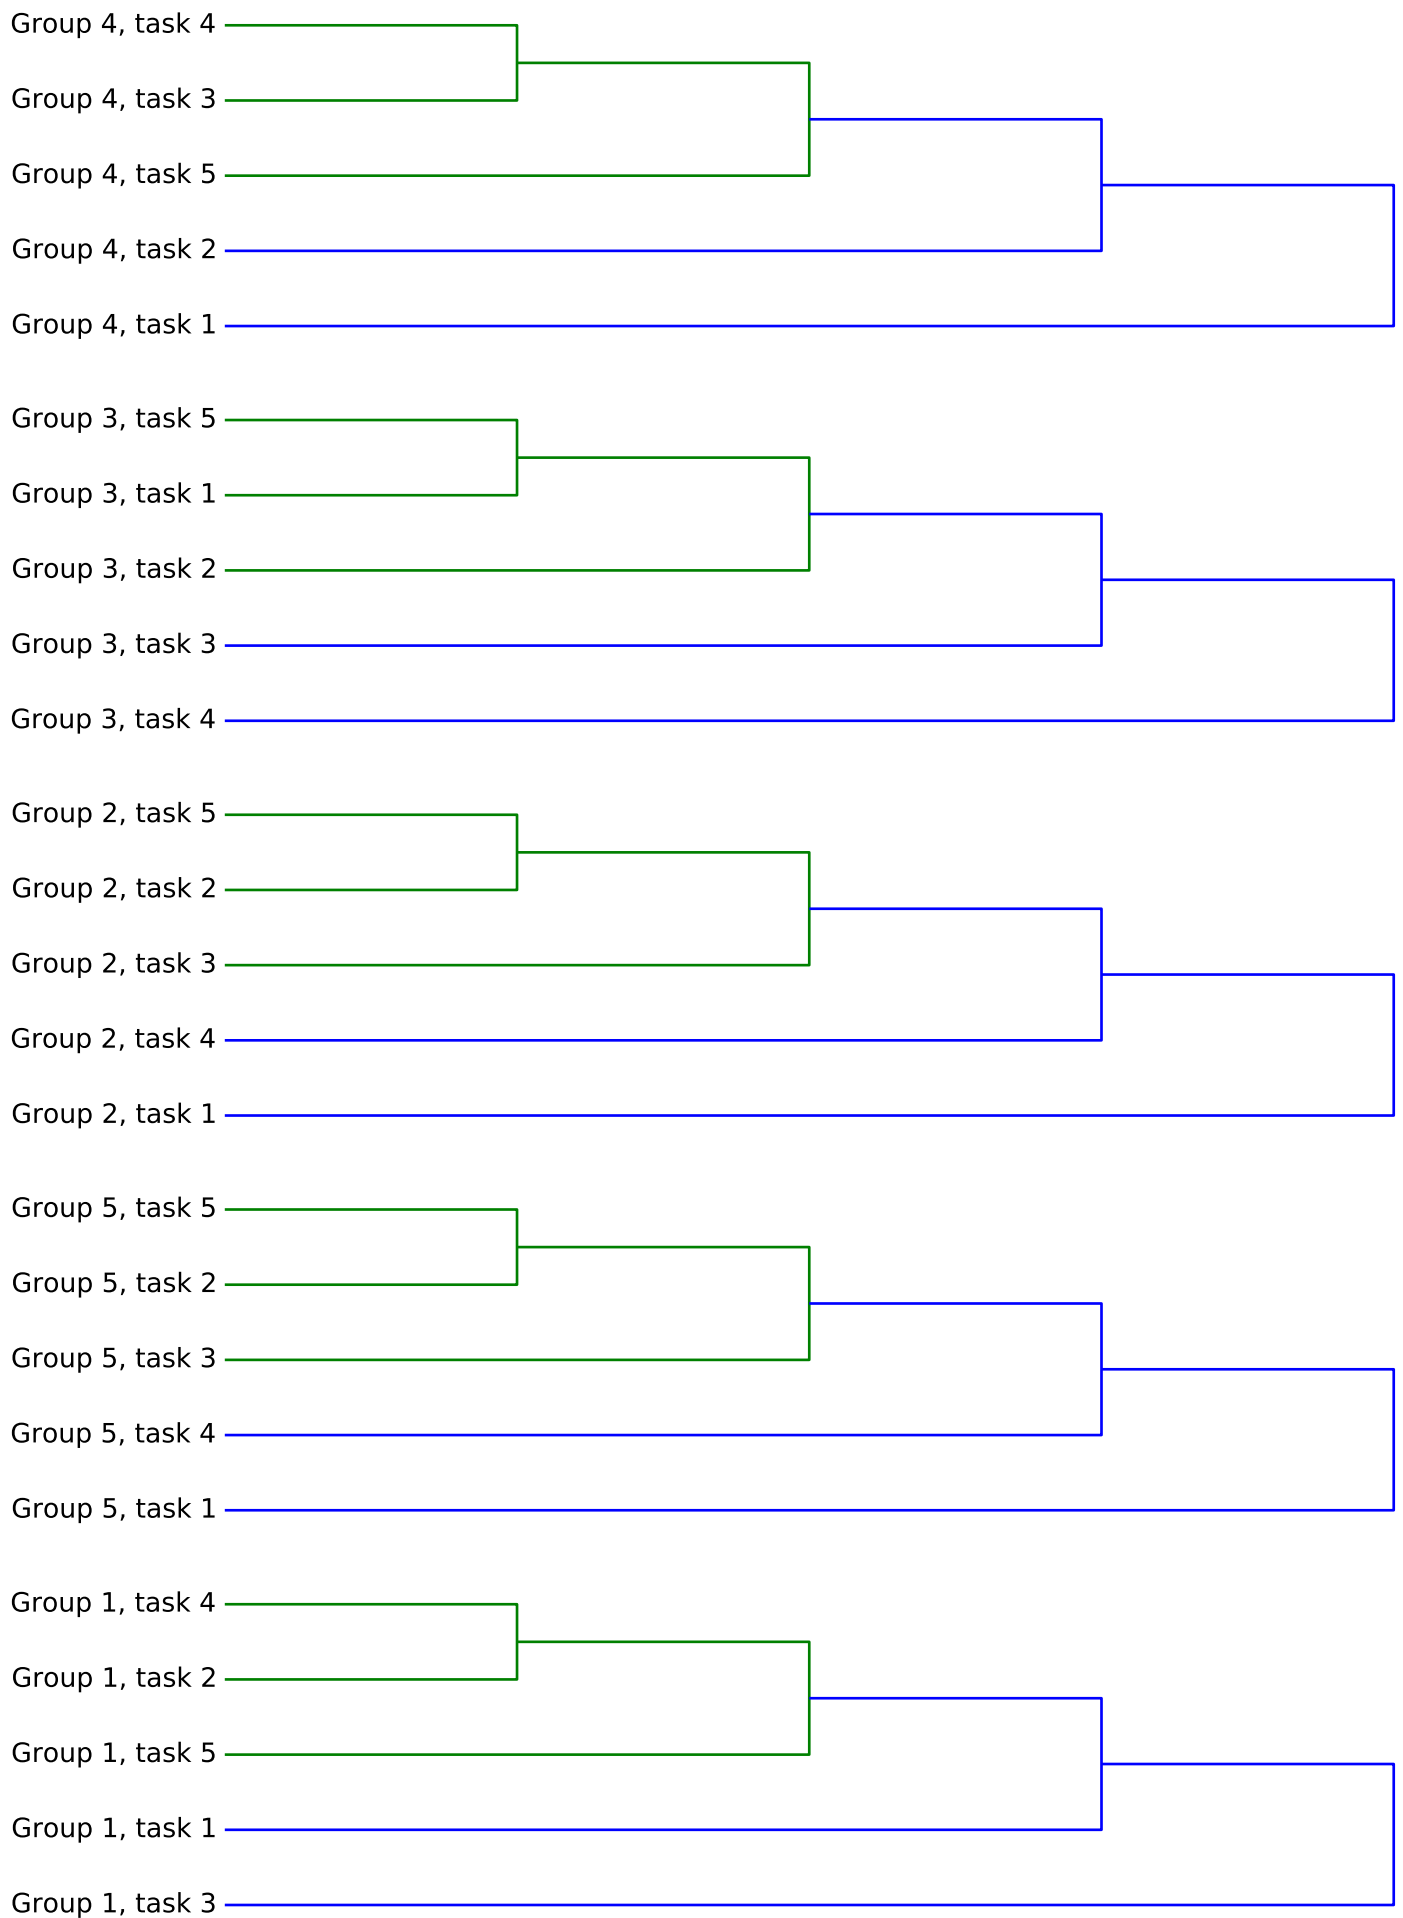 Group 4, task 4
Group 4, task 3
Group 4, task 5
Group 4, task 2
Group 4, task 1
Group 3, task 5
Group 3, task 1
Group 3, task 2
Group 3, task 3
Group 3, task 4
Group 2, task 5
Group 2, task 2
Group 2, task 3
Group 2, task 4
Group 2, task 1
Group 5, task 5
Group 5, task 2
Group 5, task 3
Group 5, task 4
Group 5, task 1
Group 1, task 4
Group 1, task 2
Group 1, task 5
Group 1, task 1
Group 1, task 3